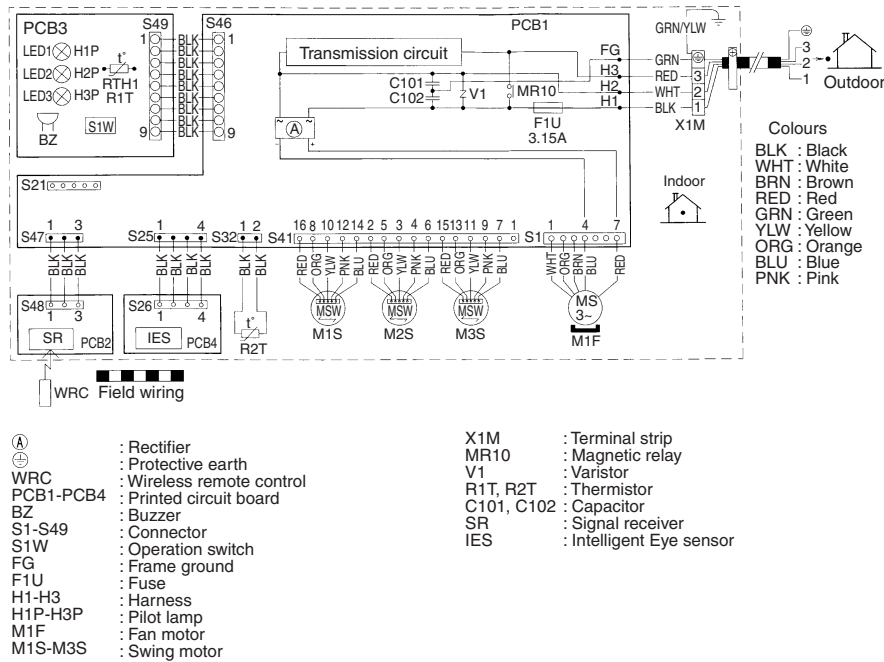 PCB3
S49
S46
PCB1
LED1 H1P
LED2 H2P
LED3 H3P
t°
RTH1
R1T
BZ
S1W
1 BLK 1
BLK
BLK
BLK
BLK
BLK
BLK
BLK
9 BLK 9
Transmission circuit
C101
C102
V1
MR10
F1U
3.15A
A
~ ~
- +
FG
H3
H2
H1
GRN/YLW
GRN
RED 3
WHT 2
BLK 1
X1M
3
2
1
Outdoor
Indoor
Colours
BLK : Black
WHT : White
BRN : Brown
RED : Red
GRN : Green
YLW : Yellow
ORG : Orange
BLU : Blue
PNK : Pink
S21
S47 1 3
S25 1 4
S32 1 2
S41 16 8 10 12 14 2 5 3 4 6 15 13 11 9 7 1
S1 1 4 7
BLK BLK BLK
BLK BLK BLK BLK
BLK BLK
RED ORG YLW PNK BLU RED ORG YLW PNK BLU RED ORG YLW PNK BLU
WHT ORG BRN BLU RED
S48
1 3
SR
PCB2
S26
1 4
IES
PCB4
t°
R2T
MSW
M1S
MSW
M2S
MSW
M3S
MS
3~
M1F
WRC
Field wiring
Ⓐ : Rectifier
⏚ : Protective earth
WRC : Wireless remote control
PCB1-PCB4 : Printed circuit board
BZ : Buzzer
S1-S49 : Connector
S1W : Operation switch
FG : Frame ground
F1U : Fuse
H1-H3 : Harness
H1P-H3P : Pilot lamp
M1F : Fan motor
M1S-M3S : Swing motor
X1M : Terminal strip
MR10 : Magnetic relay
V1 : Varistor
R1T, R2T : Thermistor
C101, C102 : Capacitor
SR : Signal receiver
IES : Intelligent Eye sensor